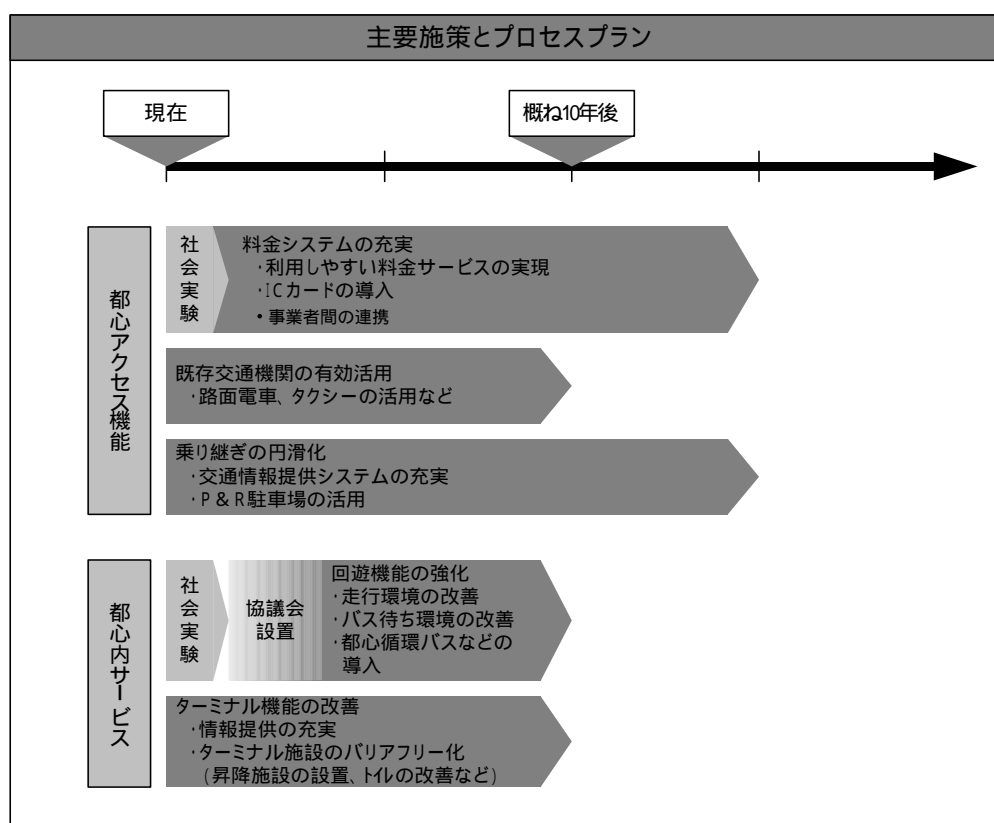 主要施策とプロセスプラン
現在
概ね10年後
都心アクセス機能
社会実験
料金システムの充実
・利用しやすい料金サービスの実現
・ICカードの導入
・事業者間の連携
既存交通機関の有効活用
・路面電車、タクシーの活用など
乗り継ぎの円滑化
・交通情報提供システムの充実
・P&R駐車場の活用
都心内サービス
社会実験
協議会
設置
回遊機能の強化
・走行環境の改善
・バス待ち環境の改善
・都心循環バスなどの
導入
ターミナル機能の改善
・情報提供の充実
・ターミナル施設のバリアフリー化
(昇降施設の設置、トイレの改善など)